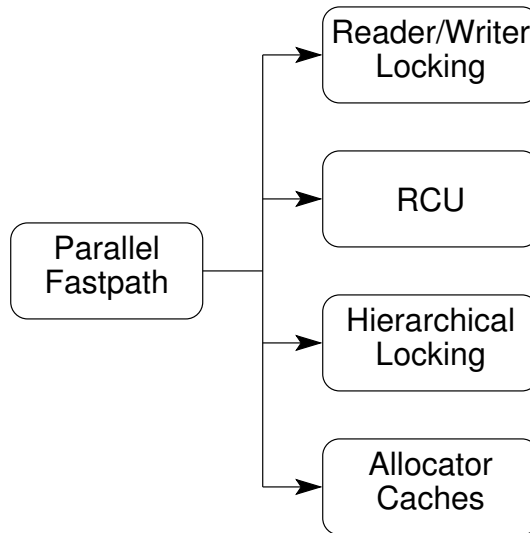 Reader/Writer
Locking
RCU
Parallel
Fastpath
Hierarchical
Locking
Allocator
Caches